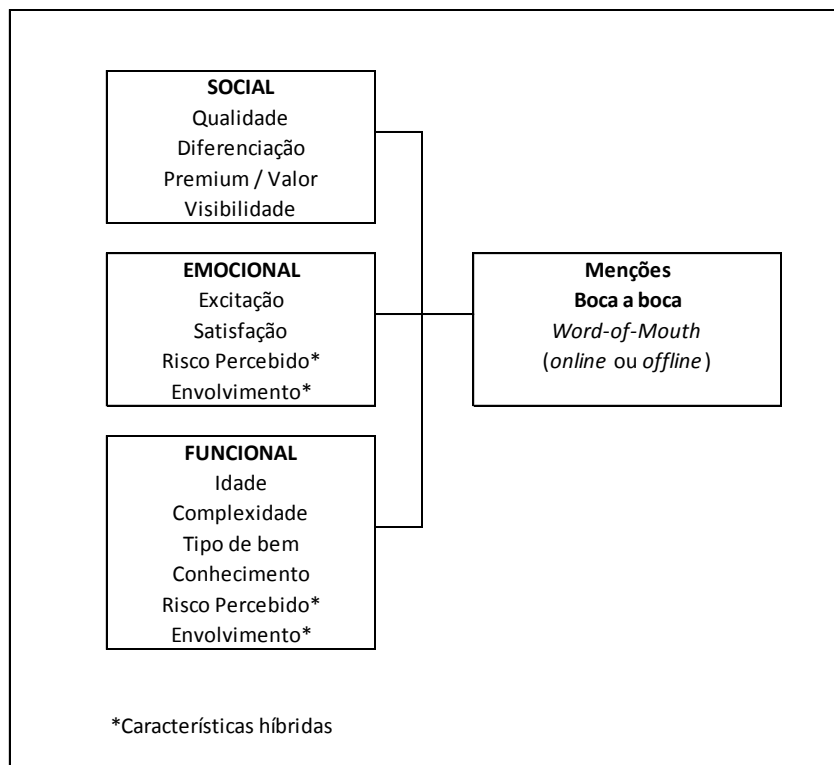 SOCIAL
Qualidade
Diferenciação
Premium / Valor
Visibilidade
EMOCIONAL
Excitação
Satisfação
Risco Percebido*
Envolvimento*
Menções
Boca a boca
Word-of-Mouth
(online ou offline)
FUNCIONAL
Idade
Complexidade
Tipo de bem
Conhecimento
Risco Percebido*
Envolvimento*
*Características híbridas